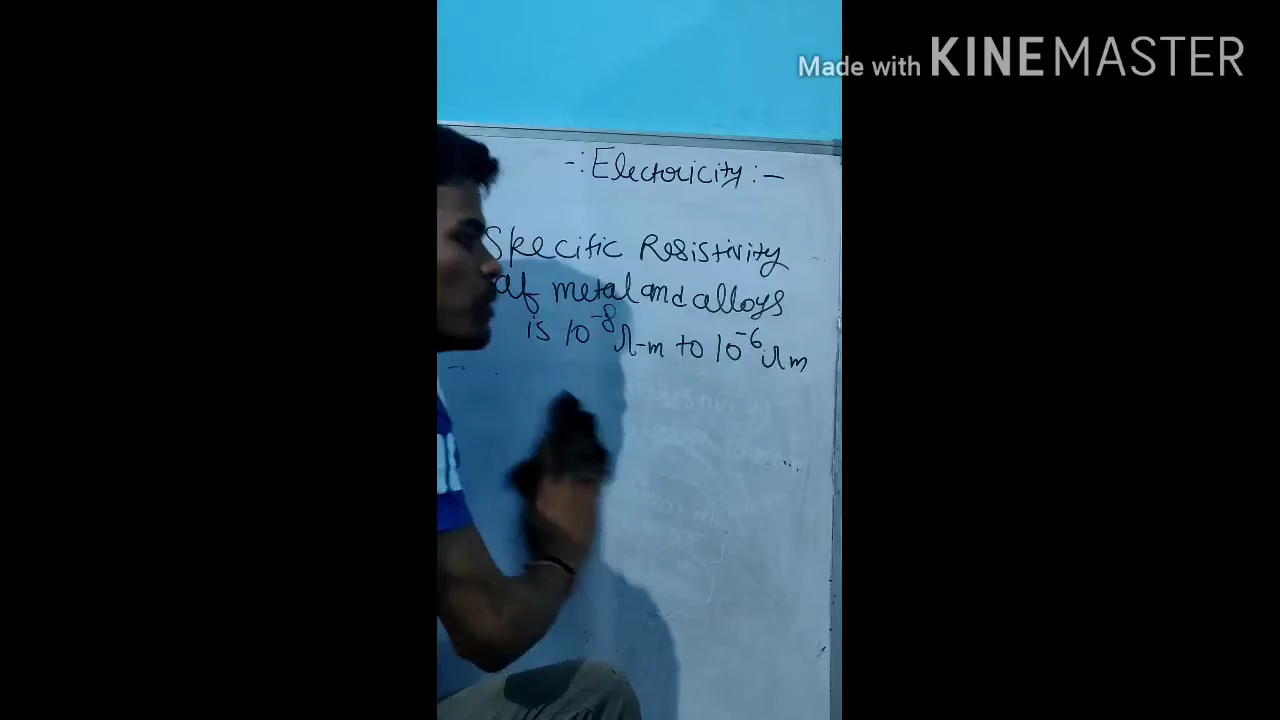 Made with KINEMASTER
-: Electoricity :-
Specific Resistivity
of metal and alloys
is 10⁻⁸ Ω-m to 10⁻⁶ Ωm